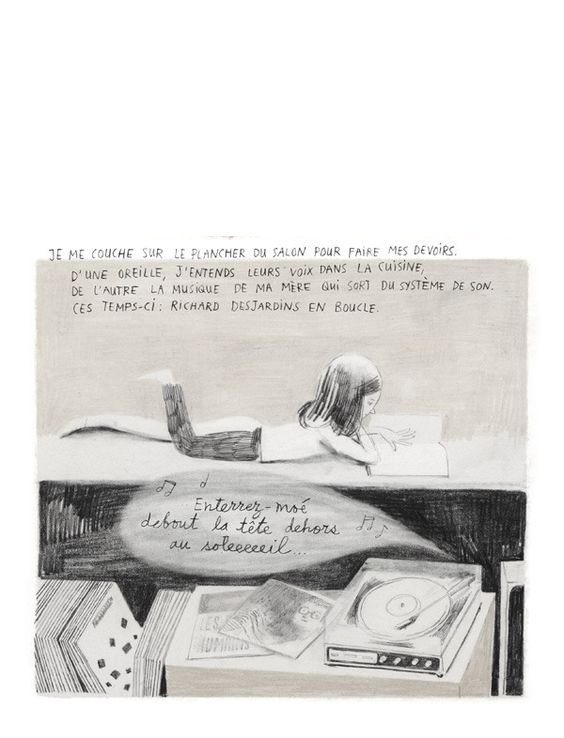 JE ME COUCHE SUR LE PLANCHER DU SALON POUR FAIRE MES DEVOIRS.
D'UNE OREILLE, J'ENTENDS LEURS VOIX DANS LA CUISINE,
DE L'AUTRE LA MUSIQUE DE MA MÈRE QUI SORT DU SYSTÈME DE SON.
CES TEMPS-CI : RICHARD DESJARDINS EN BOUCLE.
Enterrez-moé
debout la tête dehors
au soleeeeeil...
LES
HUMAINS